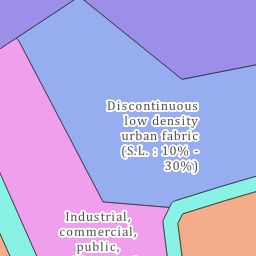 Discontinuous
low density
urban fabric
(S.L. : 10% -
30%)
Industrial,
commercial,
public,